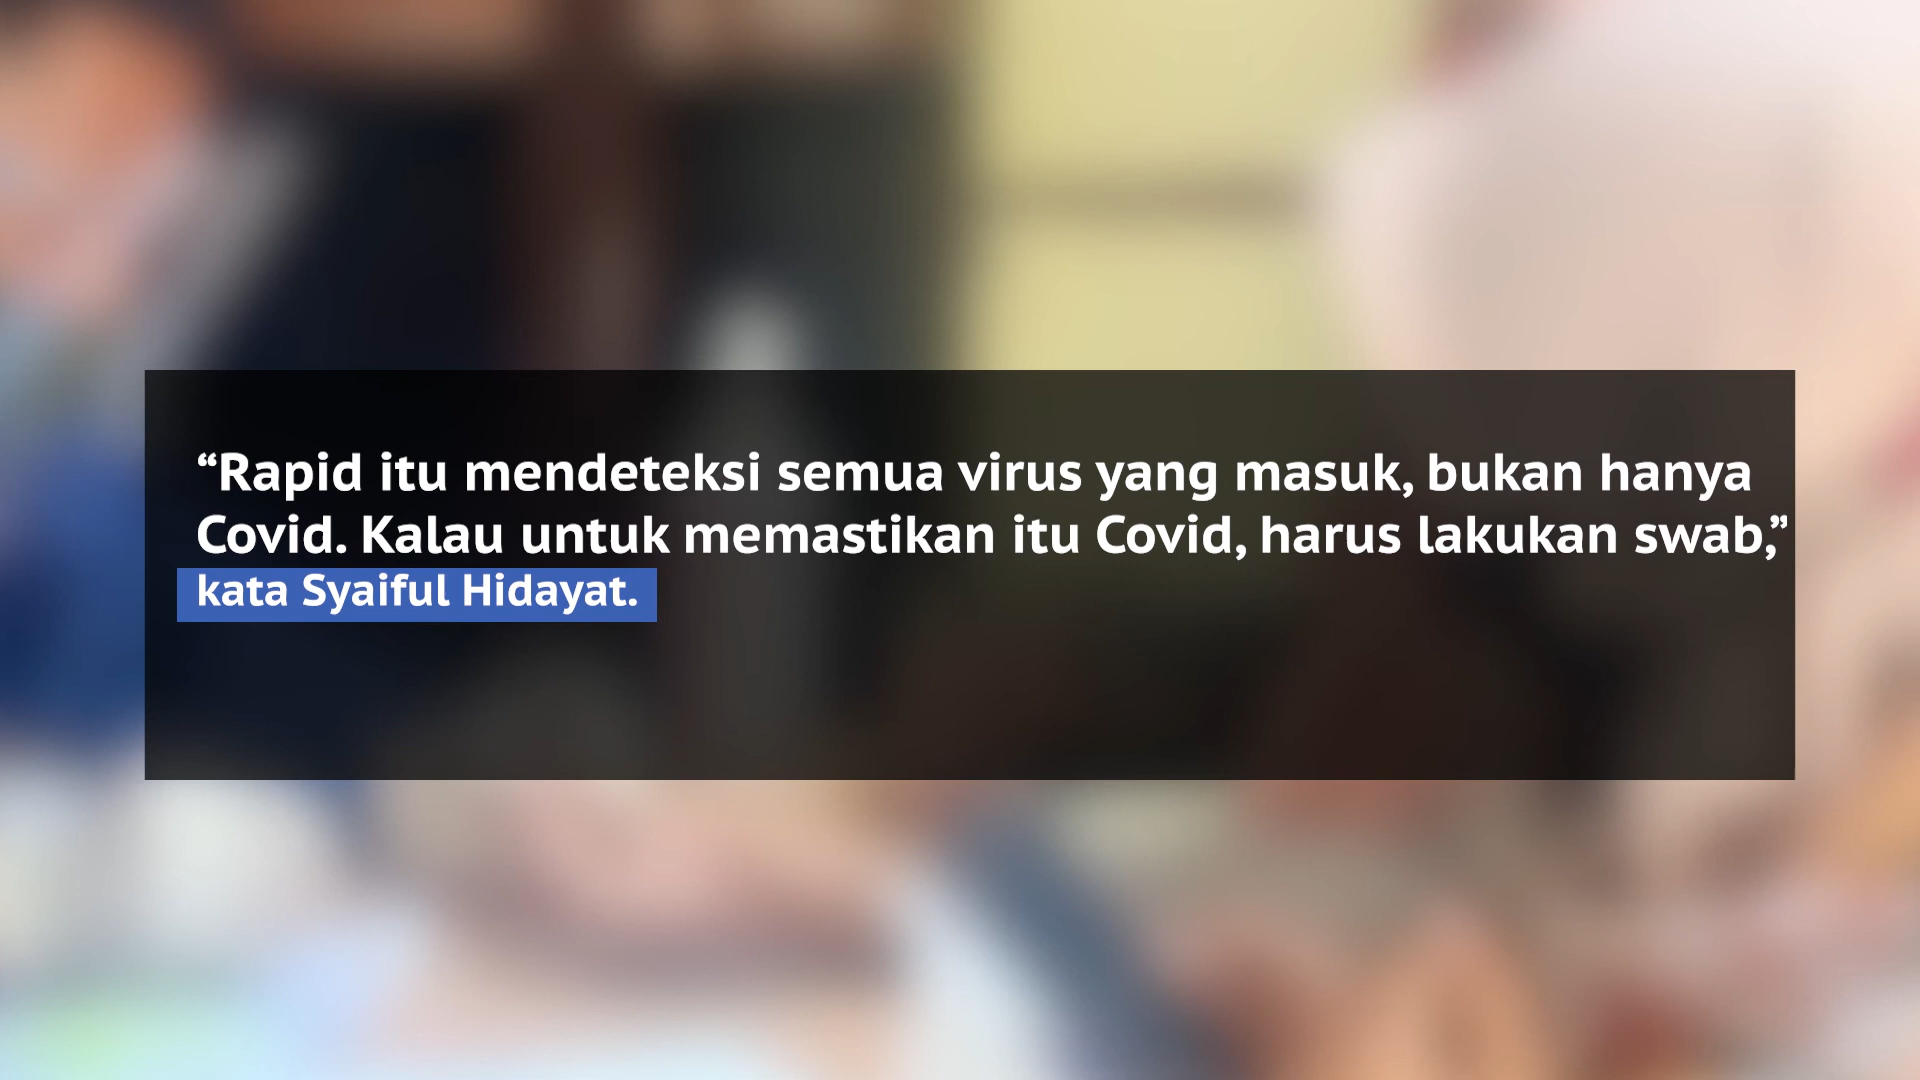 “Rapid itu mendeteksi semua virus yang masuk, bukan hanya
Covid. Kalau untuk memastikan itu Covid, harus lakukan swab,”
kata Syaiful Hidayat.